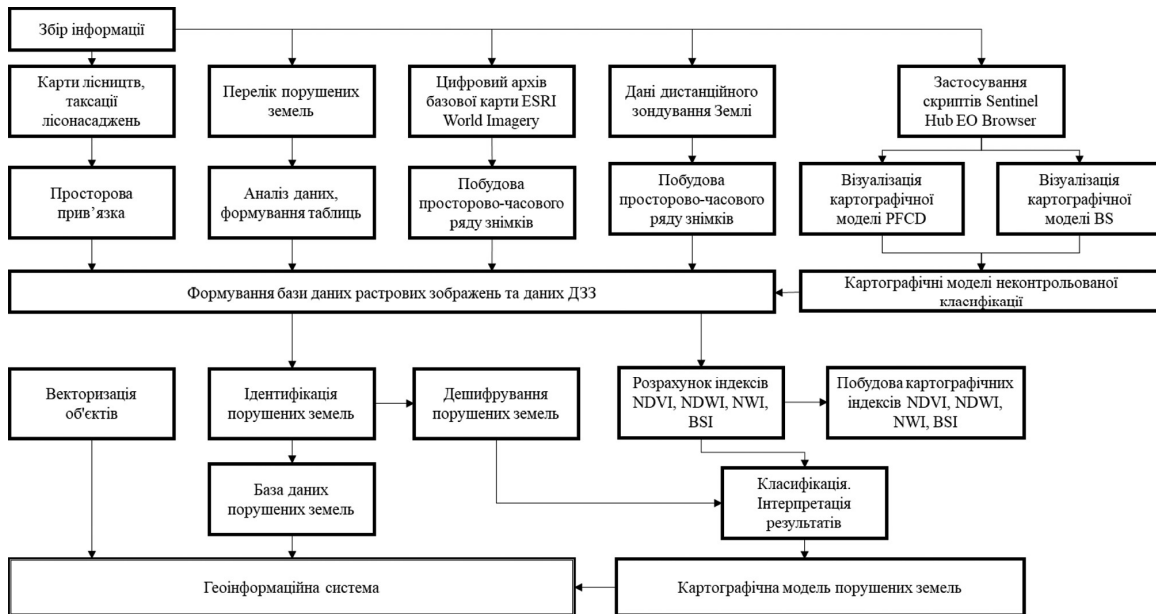 Збір інформації
Карти лісництв,
таксації
лісонасаджень
Перелік порушених
земель
Цифровий архів
базової карти ESRI
World Imagery
Дані дистанційного
зондування Землі
Застосування
скриптів Sentinel
Hub EO Browser
Просторова
прив’язка
Аналіз даних,
формування таблиць
Побудова
просторово-часового
ряду знімків
Побудова
просторово-часового
ряду знімків
Візуалізація
картографічної
моделі PFCD
Візуалізація
картографічної
моделі BS
Формування бази даних растрових зображень та даних ДЗЗ
Картографічні моделі неконтрольованої
класифікації
Векторизація
об'єктів
Ідентифікація
порушених земель
Дешифрування
порушених земель
Розрахунок індексів
NDVI, NDWI, NWI,
BSI
Побудова картографічних
індексів NDVI, NDWI,
NWI, BSI
База даних
порушених земель
Класифікація.
Інтерпретація
результатів
Геоінформаційна система
Картографічна модель порушених земель